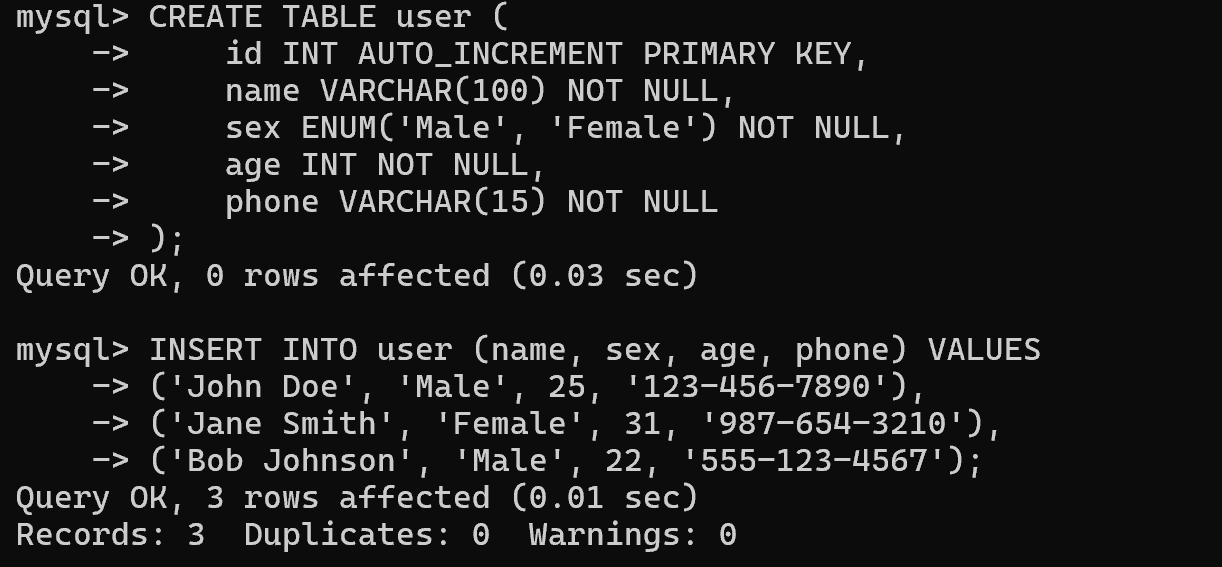 mysql> CREATE TABLE user (
    ->     id INT AUTO_INCREMENT PRIMARY KEY,
    ->     name VARCHAR(100) NOT NULL,
    ->     sex ENUM('Male', 'Female') NOT NULL,
    ->     age INT NOT NULL,
    ->     phone VARCHAR(15) NOT NULL
    -> );
Query OK, 0 rows affected (0.03 sec)

mysql> INSERT INTO user (name, sex, age, phone) VALUES
    -> ('John Doe', 'Male', 25, '123-456-7890'),
    -> ('Jane Smith', 'Female', 31, '987-654-3210'),
    -> ('Bob Johnson', 'Male', 22, '555-123-4567');
Query OK, 3 rows affected (0.01 sec)
Records: 3  Duplicates: 0  Warnings: 0